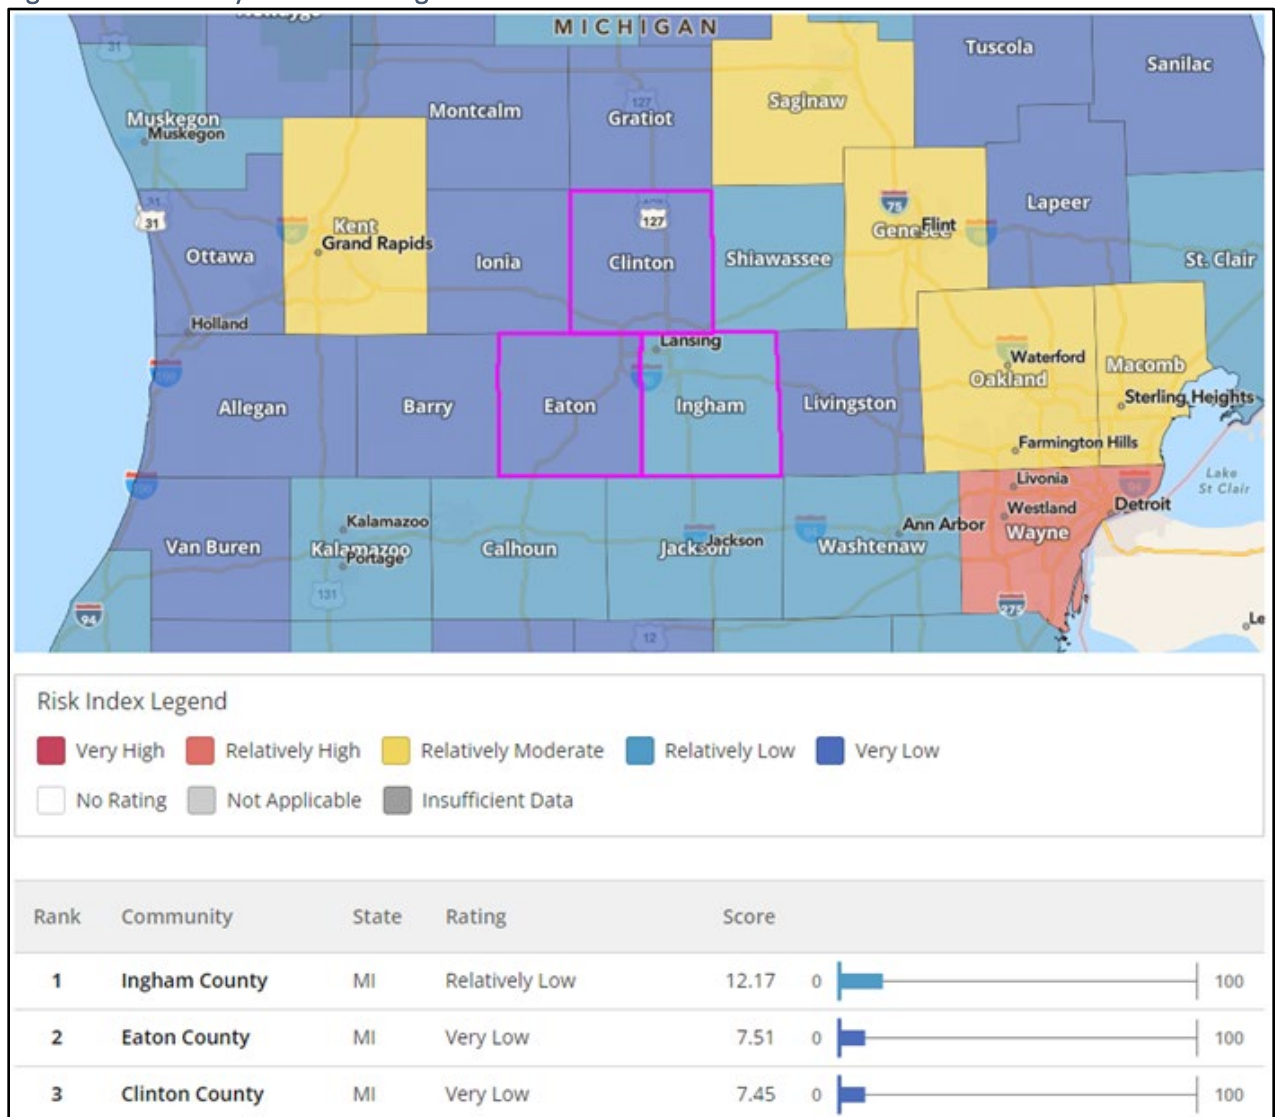 MICHIGAN
31
Tuscola
Sanilac
127
Saginaw
Montcalm
Gratiot
Muskegon
Muskegon
31
31
127
75
Lapeer
Kent
Genesee
Flint
Grand Rapids
Ottawa
Ionia
Clinton
Shiawassee
St. Clair
Holland
Lansing
Waterford
Macomb
Oakland
Sterling Heights
Allegan
Barry
Eaton
Ingham
Livingston
Farmington Hills
Livonia
Lake
St Clair
Westland
Detroit
Kalamazoo
Ann Arbor
Wayne
Van Buren
Kalamazoo
Calhoun
Jackson
Jackson
Washtenaw
Portage
131
94
275
12
Le
Risk Index Legend
Very High Relatively High Relatively Moderate Relatively Low Very Low
No Rating Not Applicable Insufficient Data
Rank Community State Rating Score
1 Ingham County MI Relatively Low 12.17 0 100
2 Eaton County MI Very Low 7.51 0 100
3 Clinton County MI Very Low 7.45 0 100